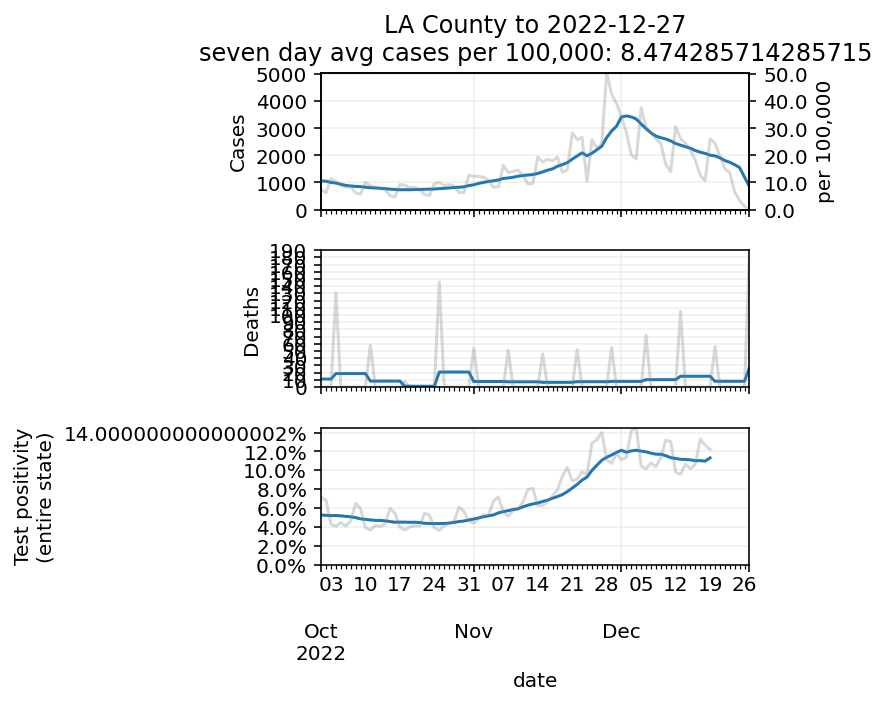 LA County to 2022-12-27
seven day avg cases per 100,000: 8.474285714285715
5000
4000
3000
2000
1000
0
Cases
50.0
40.0
30.0
20.0
10.0
0.0
per 100,000
190
0
Deaths
14.000000000000002%
12.0%
10.0%
8.0%
6.0%
4.0%
2.0%
0.0%
Test positivity
(entire state)
03 10 17 24 31 07 14 21 28 05 12 19 26
Oct Nov Dec
2022
date